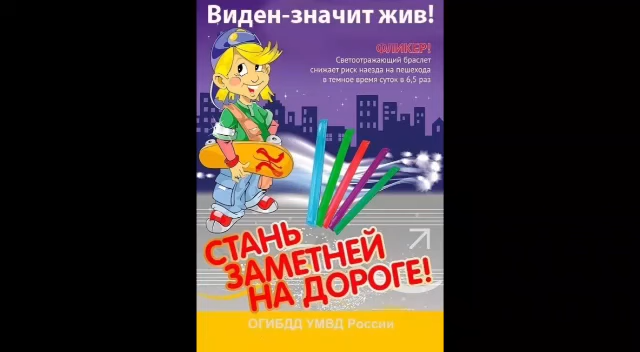 Виден-значит жив!
ФЛИКЕР!
Светоотражающий браслет
снижает риск наезда на пешехода
в темное время суток в 6,5 раз
СТАНЬ
ЗАМЕТНЕЙ
НА ДОРОГЕ!
ОГИБДД УМВД России